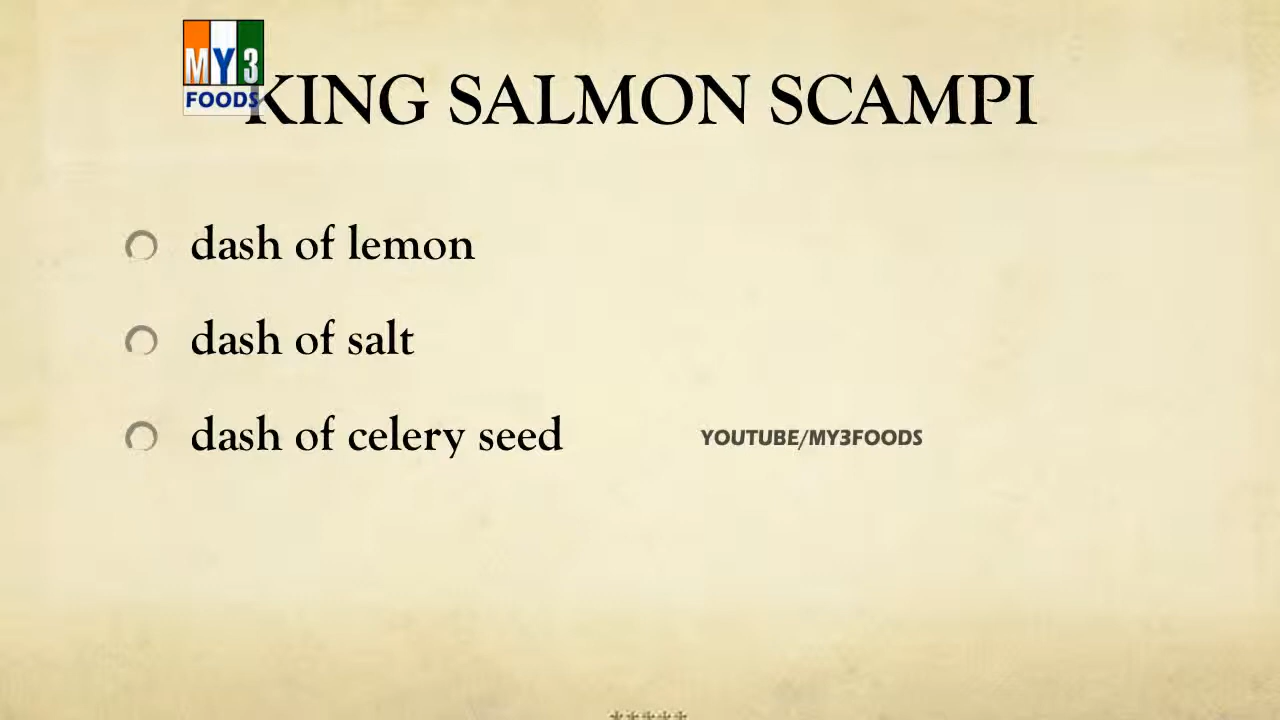 MY3
FOODS
KING SALMON SCAMPI
dash of lemon
dash of salt
dash of celery seed
YOUTUBE/MY3FOODS